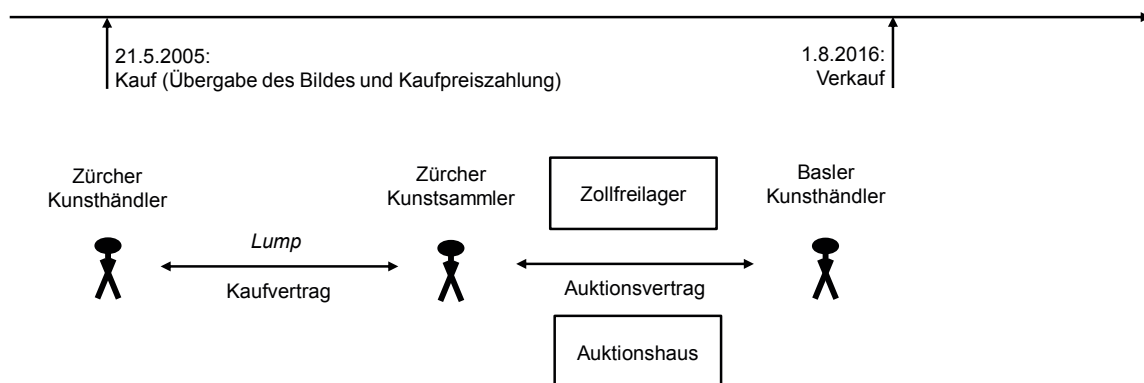 21.5.2005:
Kauf (Übergabe des Bildes und Kaufpreiszahlung)
1.8.2016:
Verkauf
Zürcher
Kunsthändler
Zürcher
Kunstsammler
Zollfreilager
Basler
Kunsthändler
Lump
Kaufvertrag
Auktionsvertrag
Auktionshaus